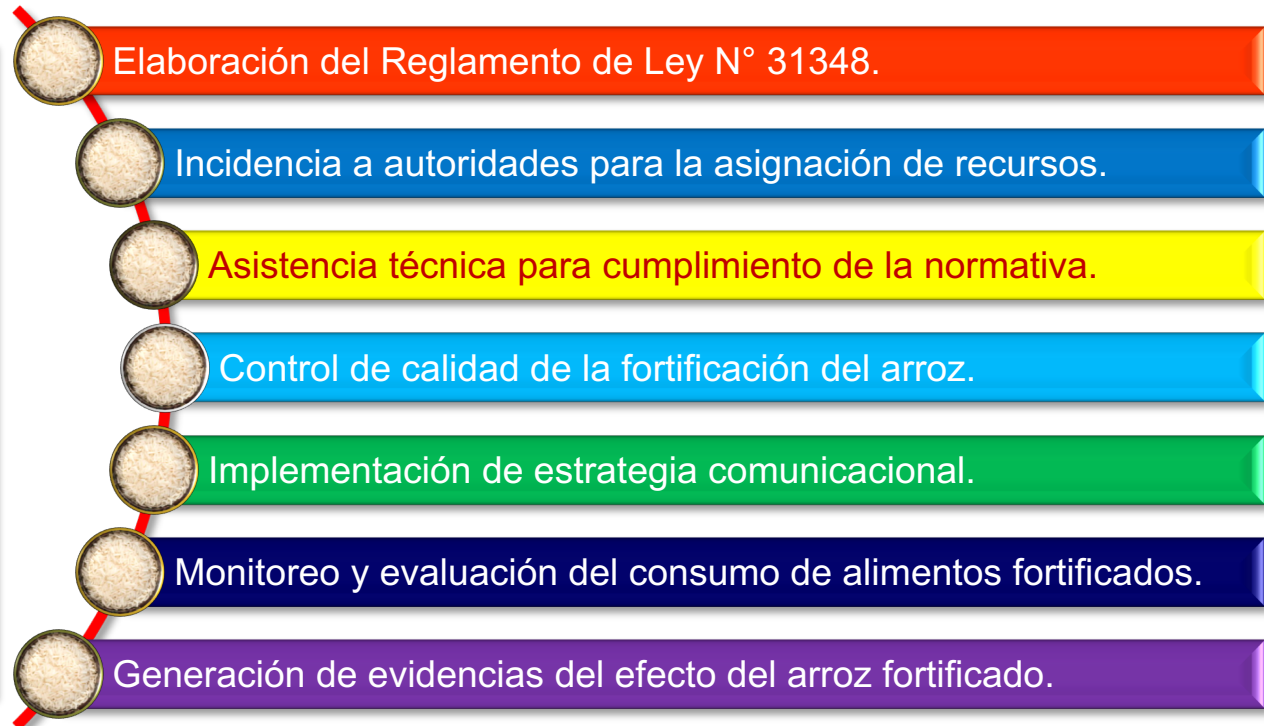 Elaboración del Reglamento de Ley N° 31348.
Incidencia a autoridades para la asignación de recursos.
Asistencia técnica para cumplimiento de la normativa.
Control de calidad de la fortificación del arroz.
Implementación de estrategia comunicacional.
Monitoreo y evaluación del consumo de alimentos fortificados.
Generación de evidencias del efecto del arroz fortificado.